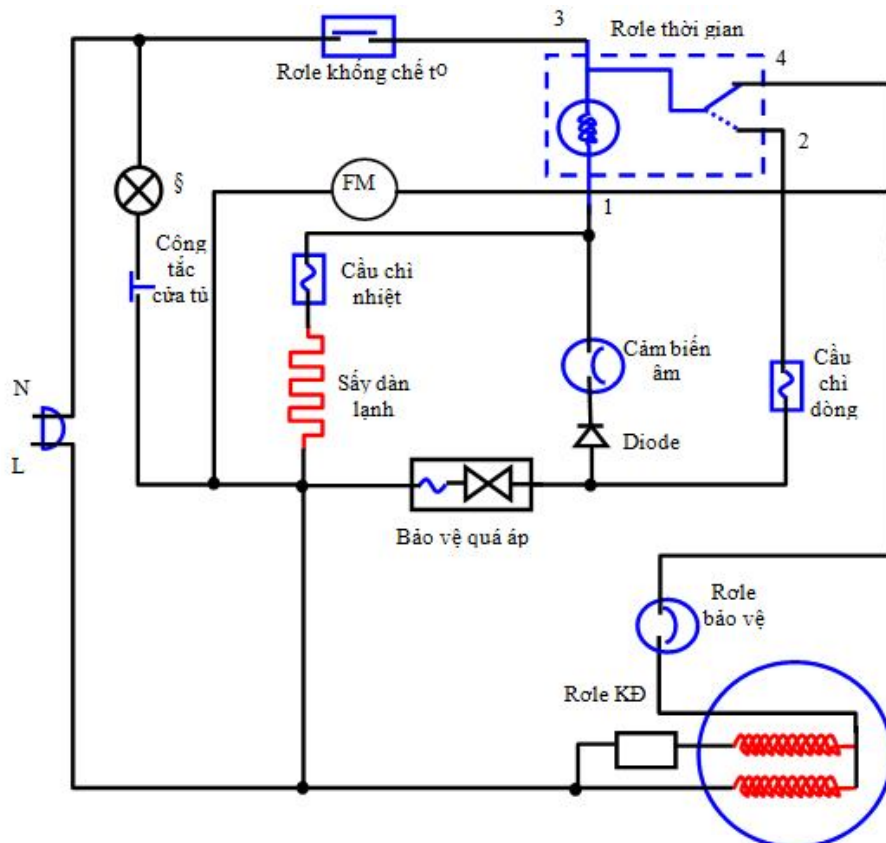 3
Rơle thời gian
4
Rơle khống chế tO
2
§
FM
1
Công
tắc
cửa tủ
Cầu chì
nhiệt
Cảm biến
âm
Cầu
chì
dòng
Sấy dàn
lạnh
N
L
Diode
Bảo vệ quá áp
Rơle
bảo vệ
Rơle KĐ